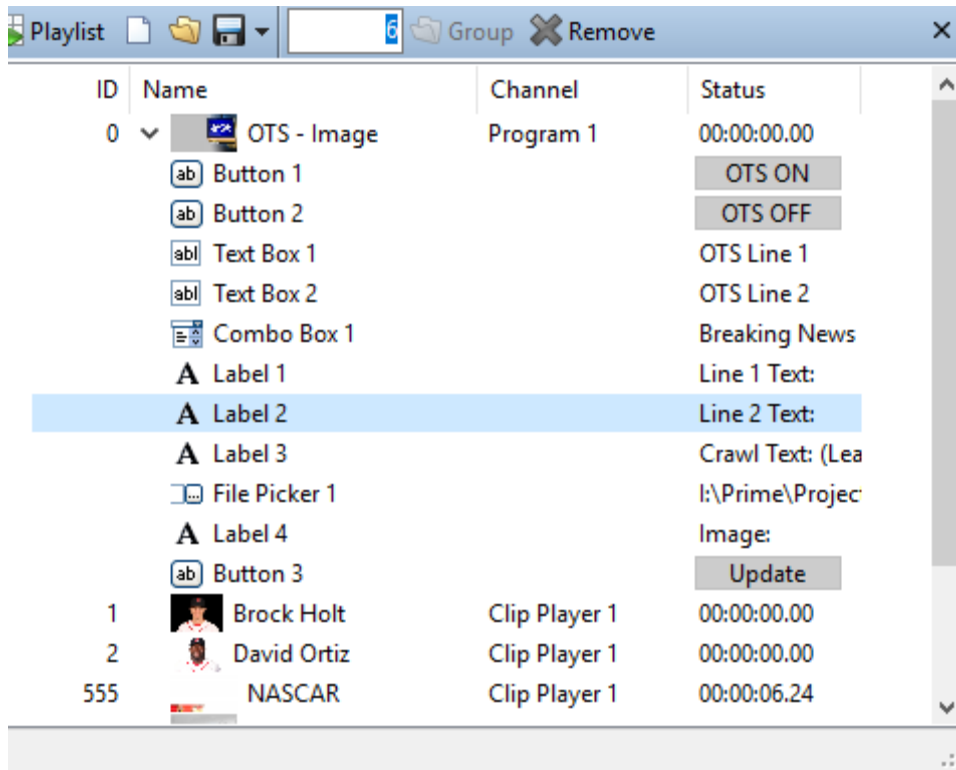 Playlist 6 Group Remove
ID Name Channel Status
0 OTS - Image Program 1 00:00:00.00
ab Button 1 OTS ON
ab Button 2 OTS OFF
abl Text Box 1 OTS Line 1
abl Text Box 2 OTS Line 2
Combo Box 1 Breaking News
A Label 1 Line 1 Text:
A Label 2 Line 2 Text:
A Label 3 Crawl Text: (Lea
File Picker 1 I:\Prime\Projec
A Label 4 Image:
ab Button 3 Update
1 Brock Holt Clip Player 1 00:00:00.00
2 David Ortiz Clip Player 1 00:00:00.00
555 NASCAR Clip Player 1 00:00:06.24